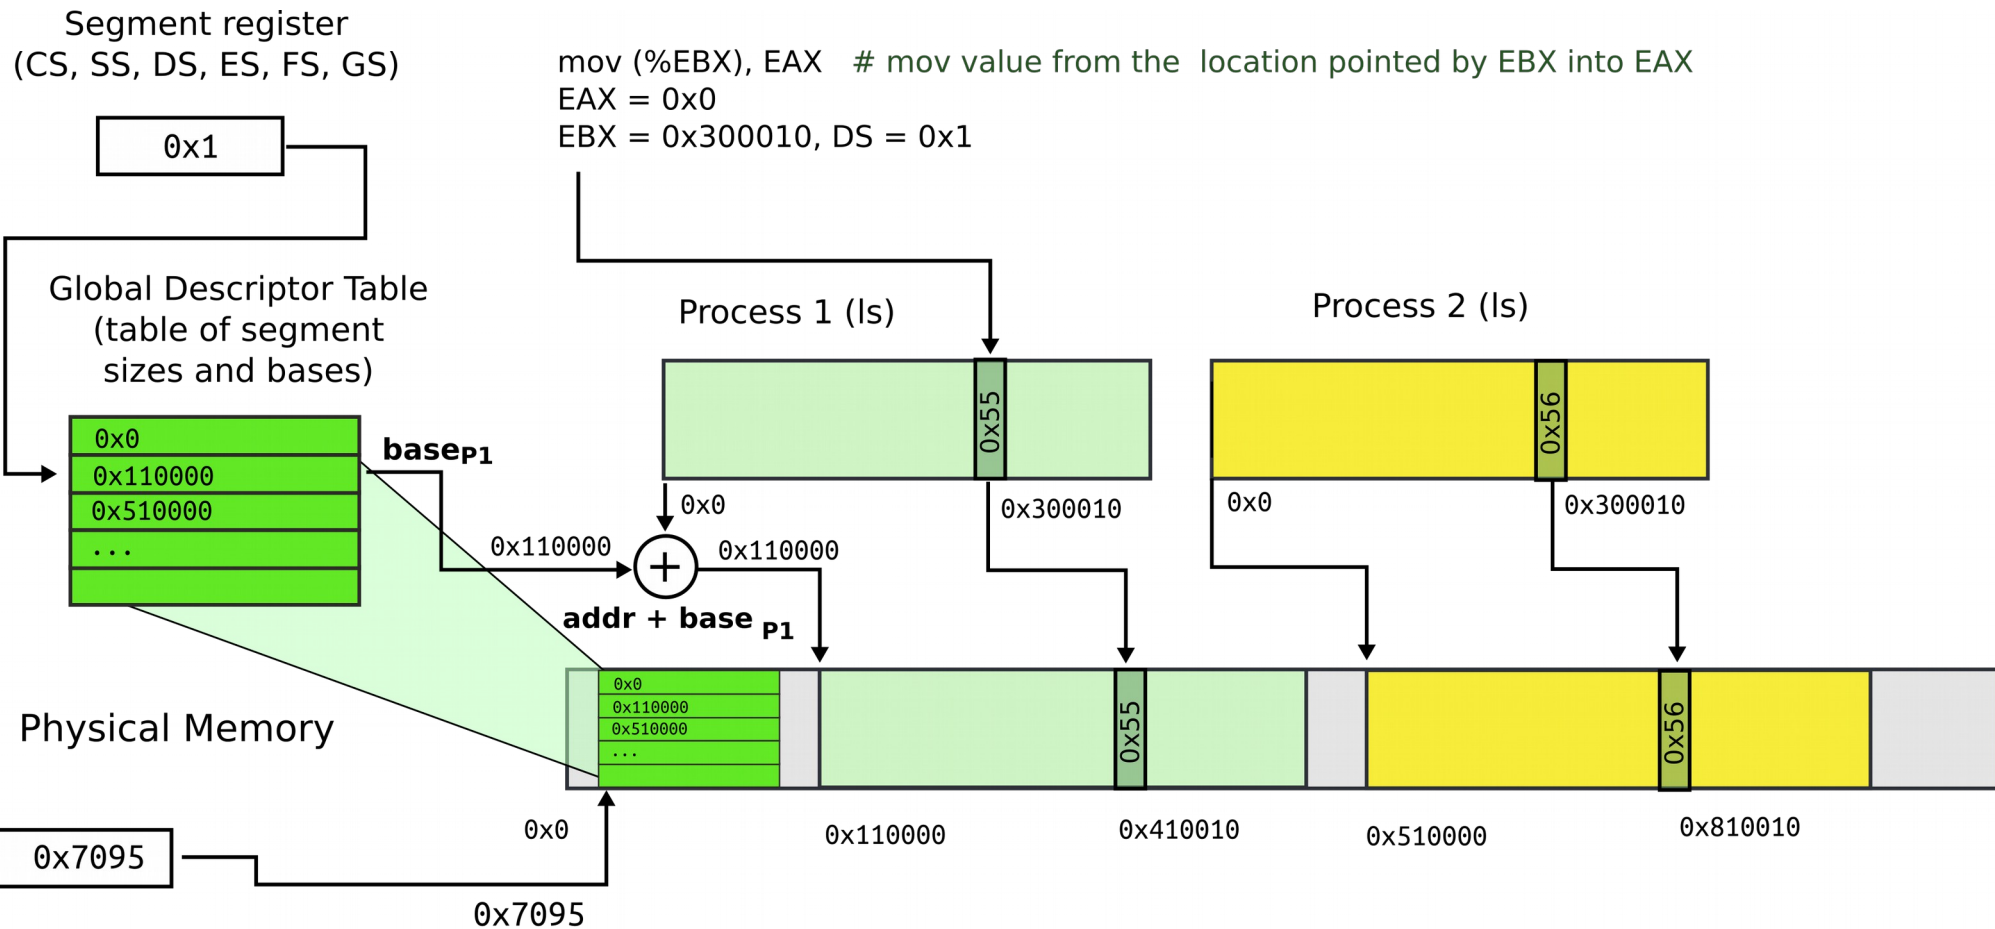 Segment register
(CS, SS, DS, ES, FS, GS)
0x1
mov (%EBX), EAX   # mov value from the  location pointed by EBX into EAX
EAX = 0x0
EBX = 0x300010, DS = 0x1
Global Descriptor Table
(table of segment
sizes and bases)
0x0
0x110000
0x510000
...
base P1
Process 1 (ls)
0x55
Process 2 (ls)
0x56
0x0
0x300010
0x0
0x300010
0x110000
+
0x110000
addr + base P1
Physical Memory
0x0
0x110000
0x510000
...
0x55
0x56
0x0
0x110000
0x410010
0x510000
0x810010
0x7095
0x7095